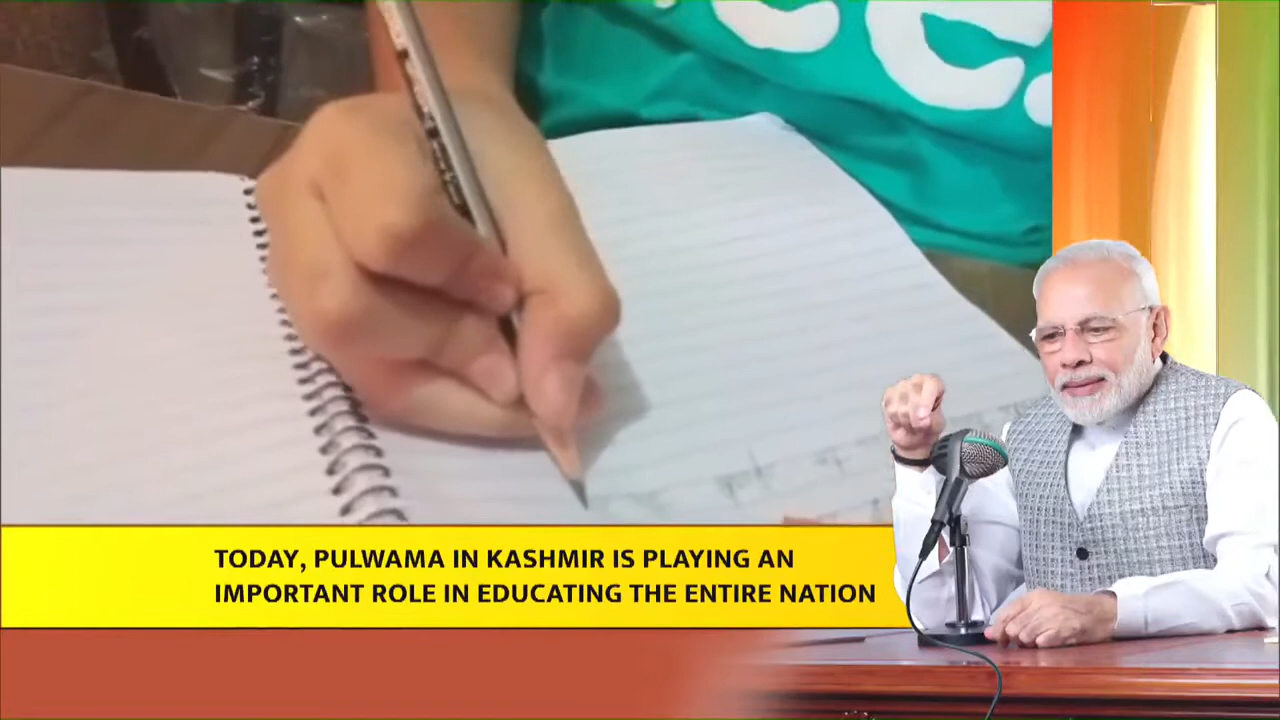 TODAY, PULWAMA IN KASHMIR IS PLAYING AN
IMPORTANT ROLE IN EDUCATING THE ENTIRE NATION